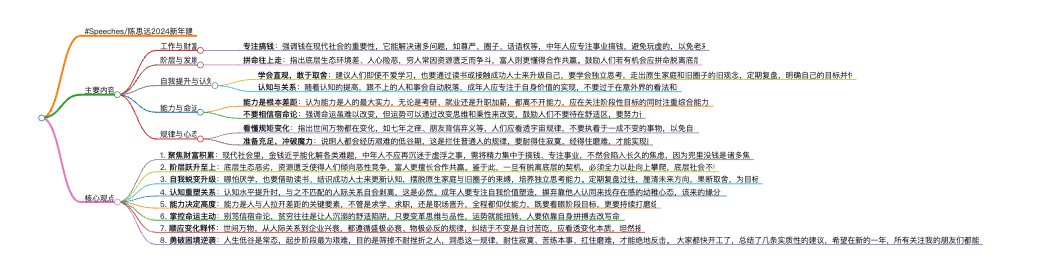 #Speeches/陈思远2024新年建
主要内容
工作与财富
专注搞钱：强调钱在现代社会的重要性，它能解决诸多问题，如尊严、圈子、话语权等，中年人应专注事业搞钱，避免玩虚的，以免老无
阶层与发展
拼命往上走：指出底层生态环境差、人心险恶，穷人常因资源匮乏而争斗，富人则更懂得合作共赢。鼓励人们若有机会应拼命脱离底层
自我提升与认知
学会直观，敢于取舍：建议人们即便不爱学习，也要通过读书或接触成功人士来升级自己，要学会独立思考，走出原生家庭和旧圈子的旧观念，定期复盘，明确自己的目标并付
认知与关系：随着认知的提高，跟不上的人和事会自动脱落，成年人应专注于自身价值的实现，不要过于在意外界的看法和
能力与命运
能力是根本差距：认为能力是人的最大实力，无论是考研、就业还是升职加薪，都离不开能力，应在关注阶段性目标的同时注重综合能力
不要相信宿命论：强调命运虽难以改变，但运势可以通过改变思维和秉性来改变，鼓励人们不要待在舒适区，要努力
规律与心态
看懂规矩变化：指出世间万物都在变化，如七年之痒、朋友背信弃义等，人们应看透宇宙规律，不要执着于一成不变的事物，以免自
准备充足，冲破魔力：说明人都会经历艰难的低谷期，这是拦住普通人的规律，要耐得住寂寞，经得住磨难，才能实现
核心观点
1. 聚焦财富积累：现代社会里，金钱近乎能化解各类难题，中年人不应再沉迷于虚浮之事，需将精力集中于搞钱、专注事业，不然会陷入长久的焦虑，因为兜里没钱是诸多焦
2. 阶层跃升至上：底层生态恶劣，资源匮乏使得人们倾向恶性竞争，富人更擅长合作共赢。鉴于此，一旦有脱离底层的契机，必须全力以赴向上攀爬，底层社会不
3. 自我蜕变升级：哪怕厌学，也要借助读书、结识成功人士来更新认知，摆脱原生家庭与旧圈子的束缚，培养独立思考能力。定期复盘过往，厘清未来方向，果断取舍，为目标
4. 认知重塑关系：认知水平提升时，与之不匹配的人际关系自会剥离，这是必然。成年人要专注自我价值塑造，摒弃靠他人认同来找存在感的幼稚心态，该来的缘分
5. 能力决定高度：能力是人与人拉开差距的关键要素，不管是求学、求职，还是职场晋升，全程都仰仗能力，既要着眼阶段目标，更要持续打磨综
6. 掌控命运主动：别笃信宿命论，贫穷往往是让人沉溺的舒适陷阱，只要变革思维与品性，运势就能扭转，人要依靠自身拼搏去改写命
7. 顺应变化释怀：世间万物，从人际关系到企业兴衰，都遵循盛极必衰、物极必反的规律，纠结于不变是自讨苦吃，应看透变化本质，坦然接
8. 勇破困境逆袭：人生低谷是常态，起步阶段最为艰难，目的是筛掉不耐挫折之人，洞悉这一规律，耐住寂寞、苦练本事、扛住磨难，才能绝地反击。 大家都快开工了，总结了几条实质性的建议，希望在新的一年，所有关注我的朋友们都能